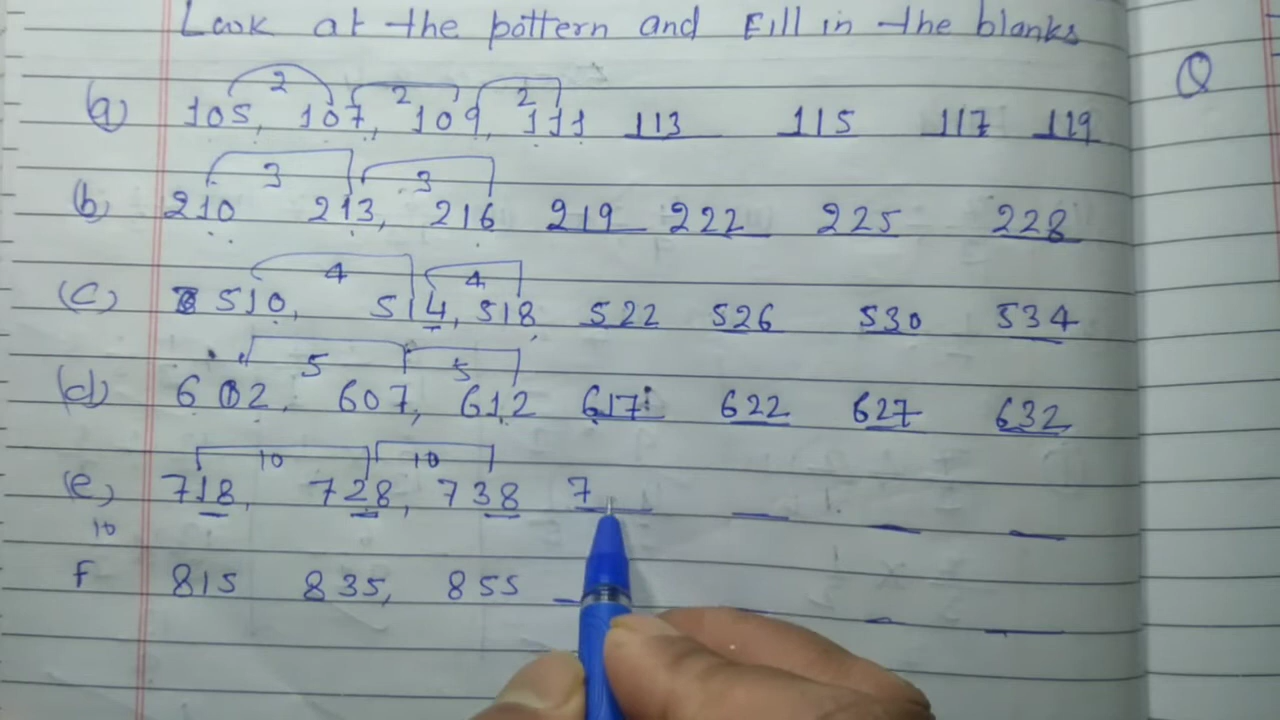 Look at the pattern and Fill in the blanks
Q
2 2 2
(a) 105, 107, 109, 111 113 115 117 119
3 3
(b) 210 213, 216 219 222 225 228
4 4
(c) 510, 514, 518 522 526 530 534
5 5
(d) 602, 607, 612 617 622 627 632
10 10
(e) 718, 728, 738 7
10
F 815 835, 855